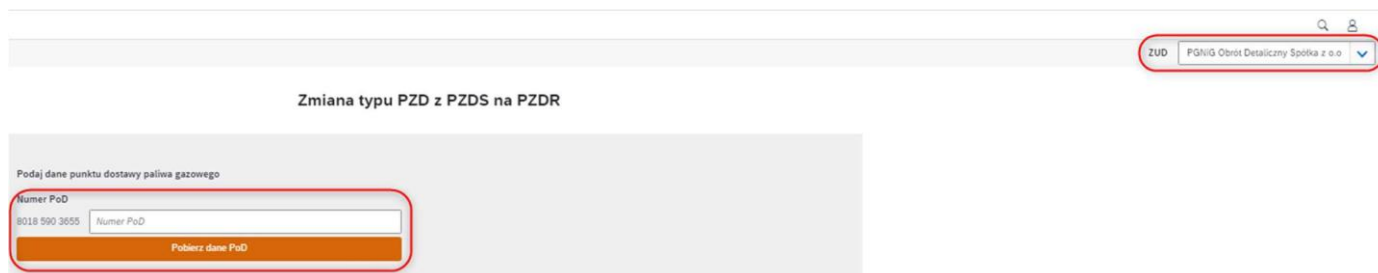 ZUD PGNiG Obrót Detaliczny Spółka z o.o
Zmiana typu PZD z PZDS na PZDR
Podaj dane punktu dostawy paliwa gazowego
Numer PoD
8018 590 3655 Numer PoD
Pobierz dane PoD